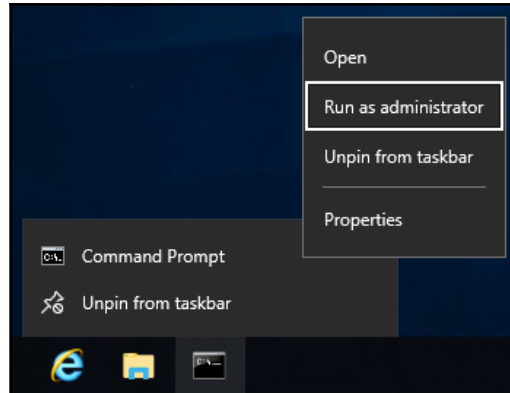 Open
Run as administrator
Unpin from taskbar
Properties
Command Prompt
Unpin from taskbar